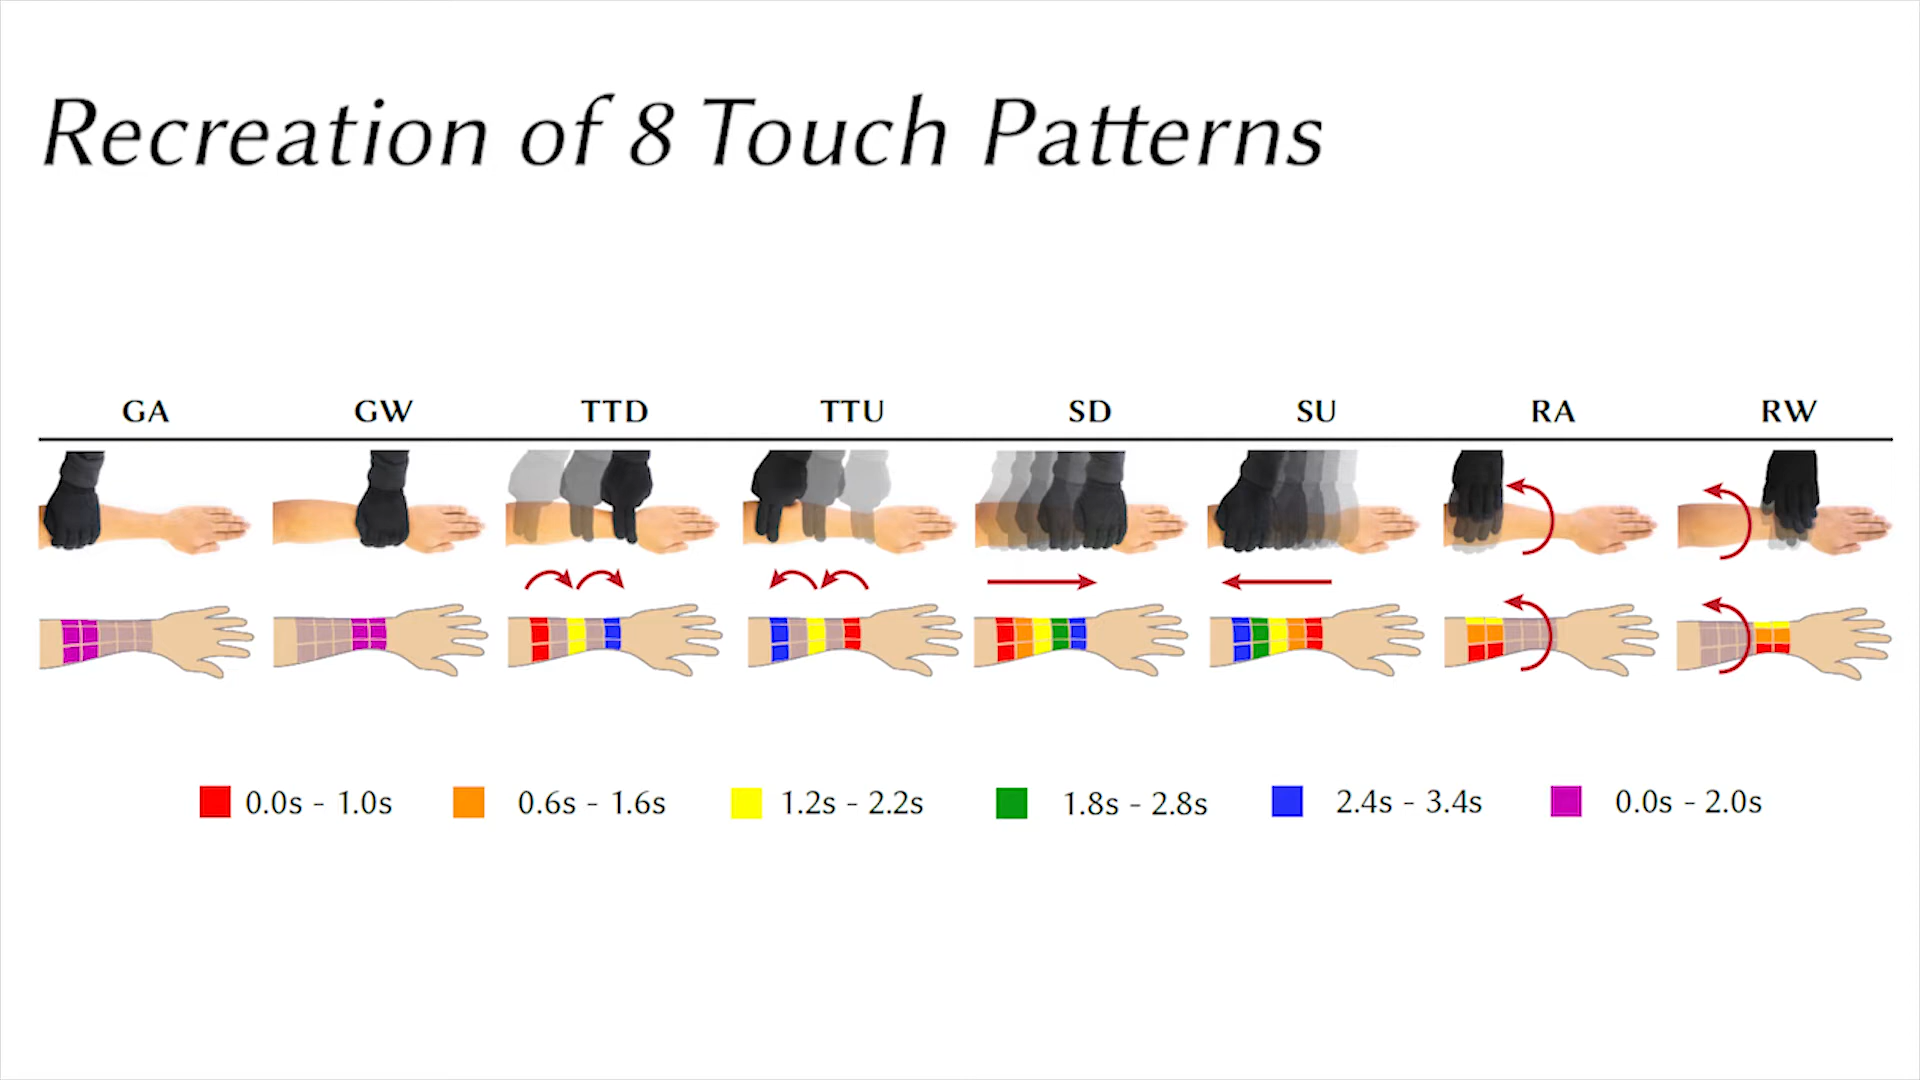 Recreation of 8 Touch Patterns
GA GW TTD TTU SD SU RA RW
0.0s - 1.0s 0.6s - 1.6s 1.2s - 2.2s 1.8s - 2.8s 2.4s - 3.4s 0.0s - 2.0s